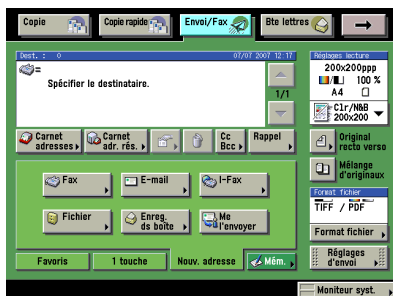 Copie
Copie rapide
Envoi/Fax
Bte lettres
Dest. : 0
07/07 2007 12 17
Spécifier le destinataire.
1/1
Carnet
adresses
Carnet
adr. rés.
Cc
Bcc
Rappel
Fax
E-mail
I-Fax
Fichier
Enreg.
ds boîte
Me
l'envoyer
Favoris
1 touche
Nouv. adresse
Mém.
Réglages lecture
200x200ppp
100 %
A4
Clr/N&B
200x200
Original
recto verso
Mélange
d'originaux
Format fichier
TIFF / PDF
Format fichier
Réglages
d'envoi
Moniteur syst.